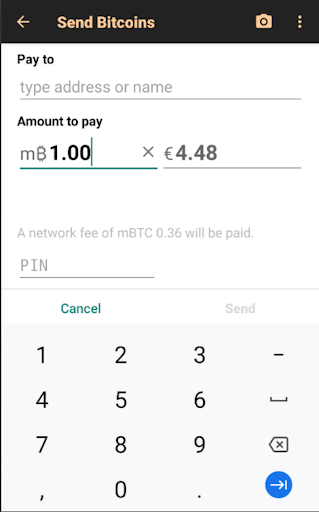 Send Bitcoins
Pay to
type address or name
Amount to pay
m฿ 1.00 × € 4.48
A network fee of mBTC 0.36 will be paid.
PIN
Cancel Send
1 2 3 –
4 5 6
7 8 9
, 0 .